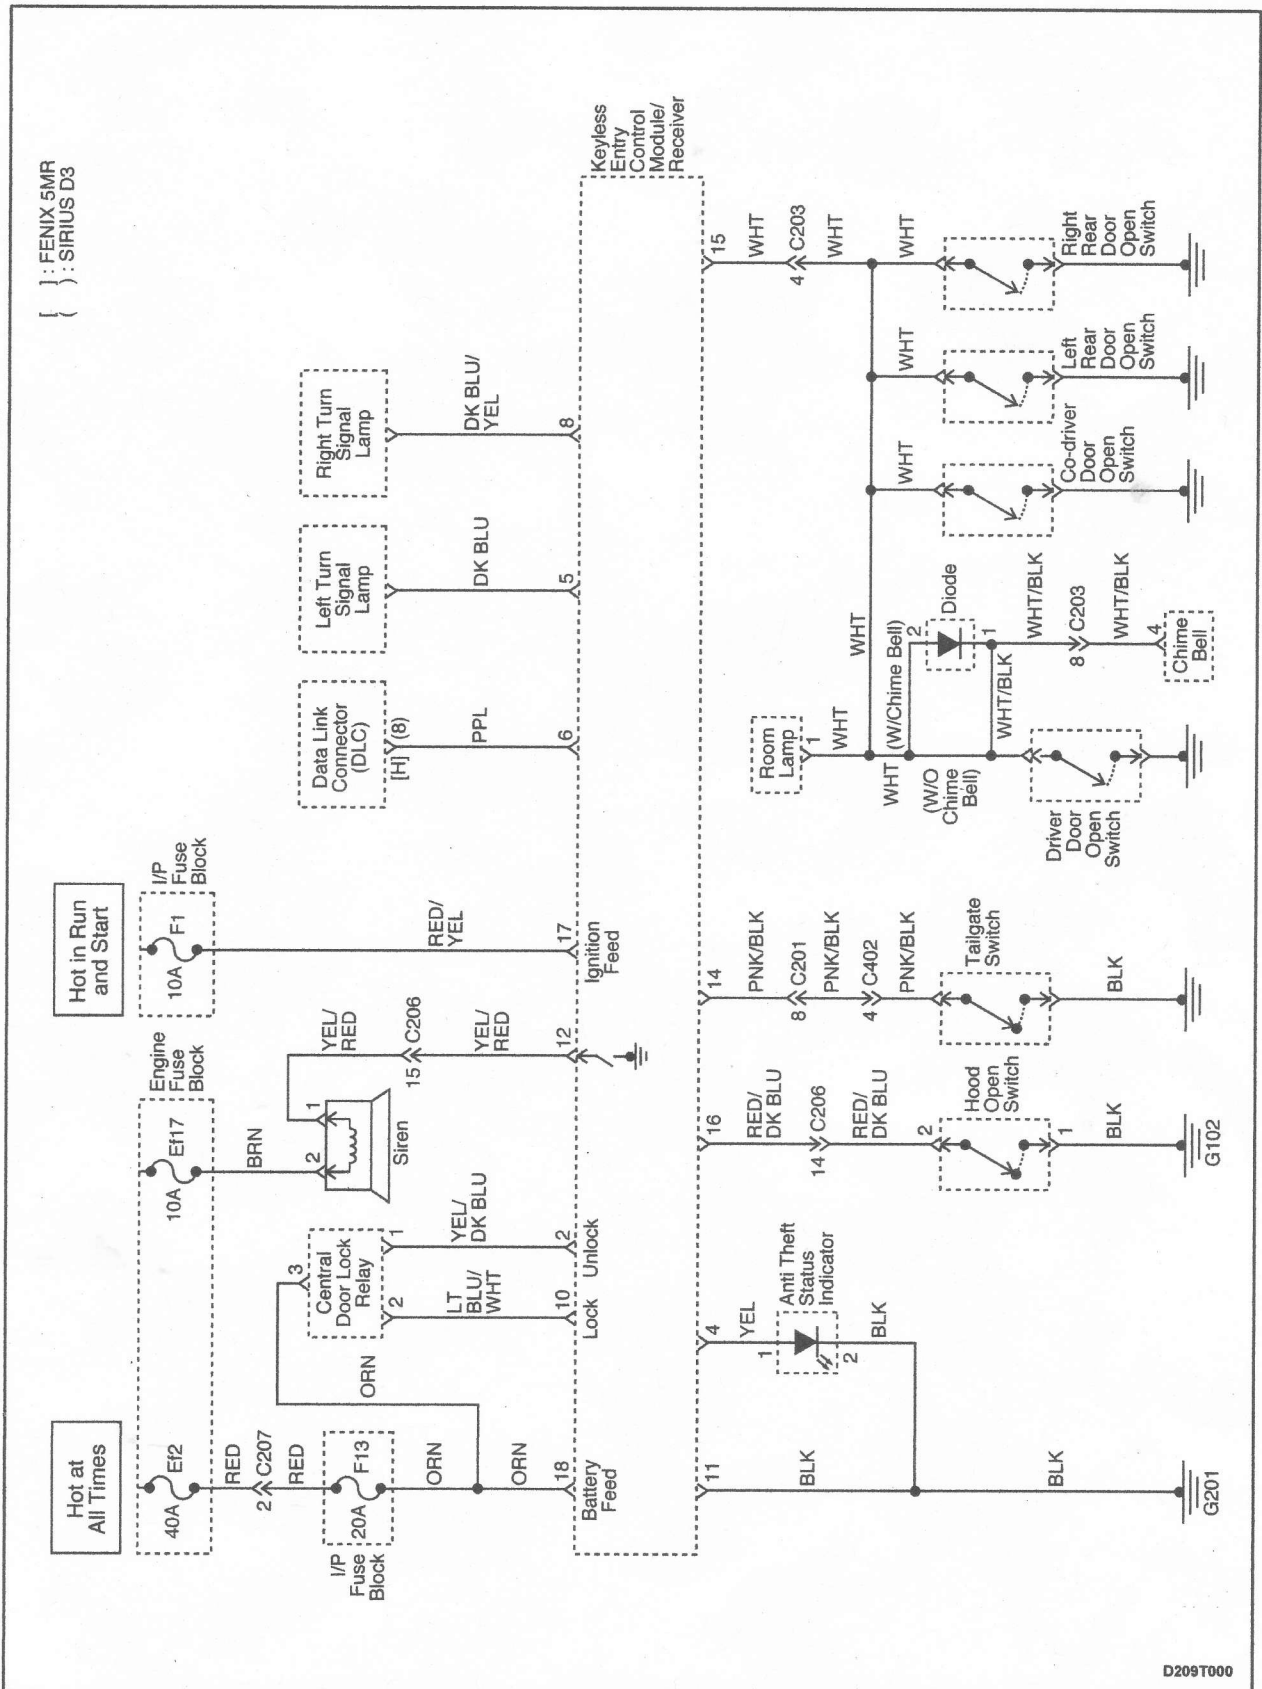 [ ] : FENIX 5MR
( ) : SIRIUS D3
Hot at
All Times
Hot in Run
and Start
Engine
Fuse
Block
I/P
Fuse
Block
40A
Ef2
10A
Ef17
10A
F1
RED
2
C207
RED
I/P
Fuse
Block
20A
F13
ORN
ORN
ORN
18
Battery
Feed
3
Central
Door Lock
Relay
2
1
LT
BLU/
WHT
YEL/
DK BLU
10
Lock
2
Unlock
BRN
2
1
Siren
YEL/
RED
15
C206
YEL/
RED
12
RED/
YEL
17
Ignition
Feed
Data Link
Connector
(DLC)
[H]
(8)
PPL
6
Left Turn
Signal
Lamp
DK BLU
5
Right Turn
Signal
Lamp
DK BLU/
YEL
8
Keyless
Entry
Control
Module/
Receiver
11
BLK
BLK
G201
4
YEL
1
Anti Theft
Status
Indicator
2
BLK
16
RED/
DK BLU
14
C206
RED/
DK BLU
2
Hood
Open
Switch
1
BLK
G102
14
PNK/BLK
8
C201
PNK/BLK
4
C402
PNK/BLK
Tailgate
Switch
BLK
Room
Lamp
1
WHT
WHT
WHT
(W/Chime Bell)
(W/O
Chime
Bell)
2
Diode
1
WHT/BLK
WHT/BLK
8
C203
WHT/BLK
4
Chime
Bell
Driver
Door
Open
Switch
WHT
Co-driver
Door
Open
Switch
WHT
Left
Rear
Door
Open
Switch
15
WHT
4
C203
WHT
WHT
Right
Rear
Door
Open
Switch
D209T000